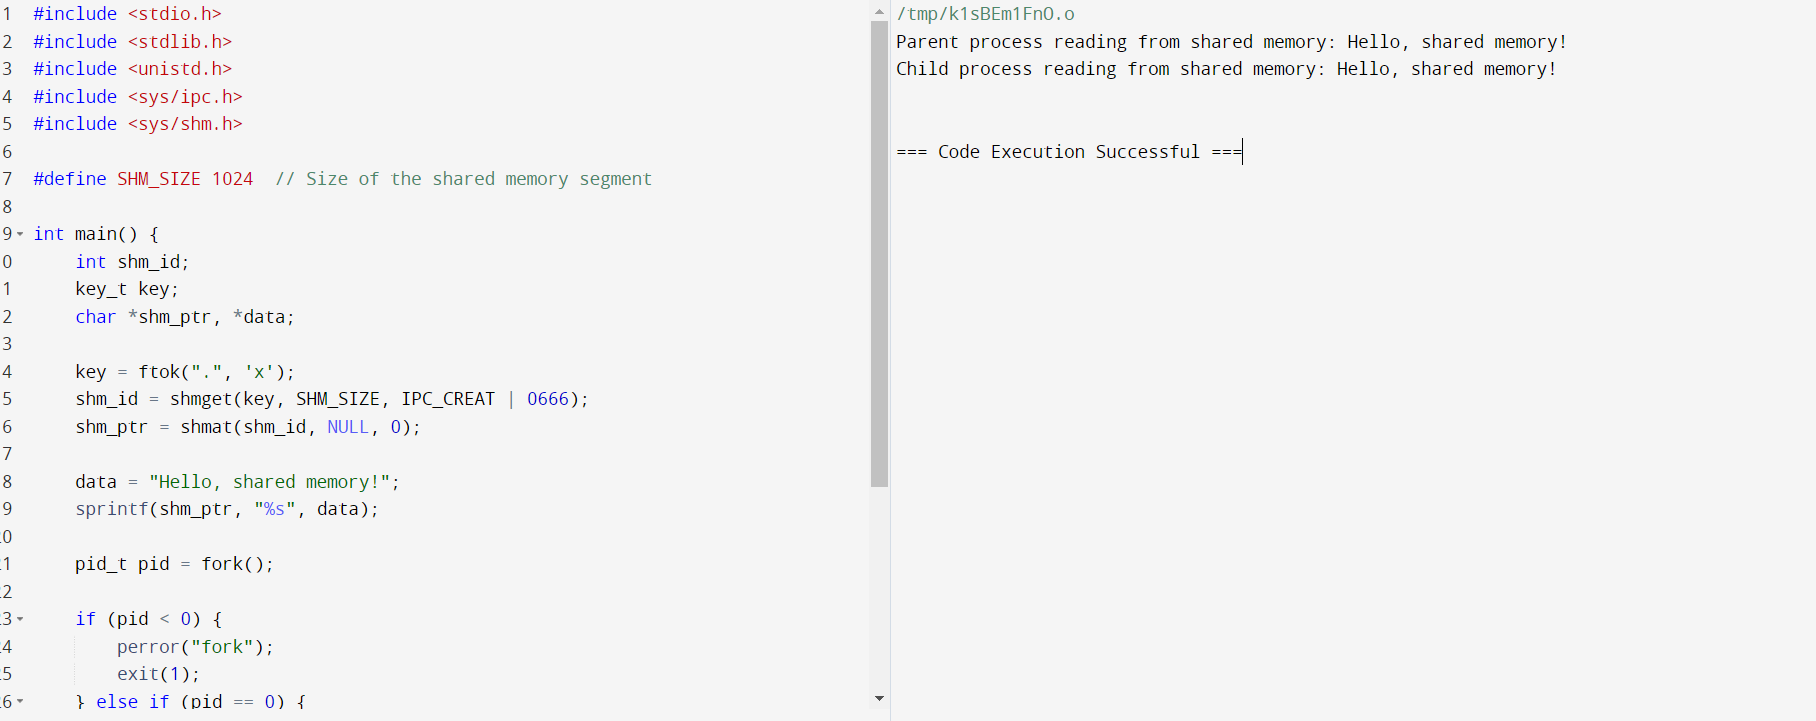 1 #include <stdio.h>
2 #include <stdlib.h>
3 #include <unistd.h>
4 #include <sys/ipc.h>
5 #include <sys/shm.h>
6
7 #define SHM_SIZE 1024  // Size of the shared memory segment
8
9 int main() {
0     int shm_id;
1     key_t key;
2     char *shm_ptr, *data;
3
4     key = ftok(".", 'x');
5     shm_id = shmget(key, SHM_SIZE, IPC_CREAT | 0666);
6     shm_ptr = shmat(shm_id, NULL, 0);
7
8     data = "Hello, shared memory!";
9     sprintf(shm_ptr, "%s", data);
0
1     pid_t pid = fork();
2
3     if (pid < 0) {
4         perror("fork");
5         exit(1);
6     } else if (pid == 0) {
/tmp/k1sBEm1FnO.o
Parent process reading from shared memory: Hello, shared memory!
Child process reading from shared memory: Hello, shared memory!
=== Code Execution Successful ===